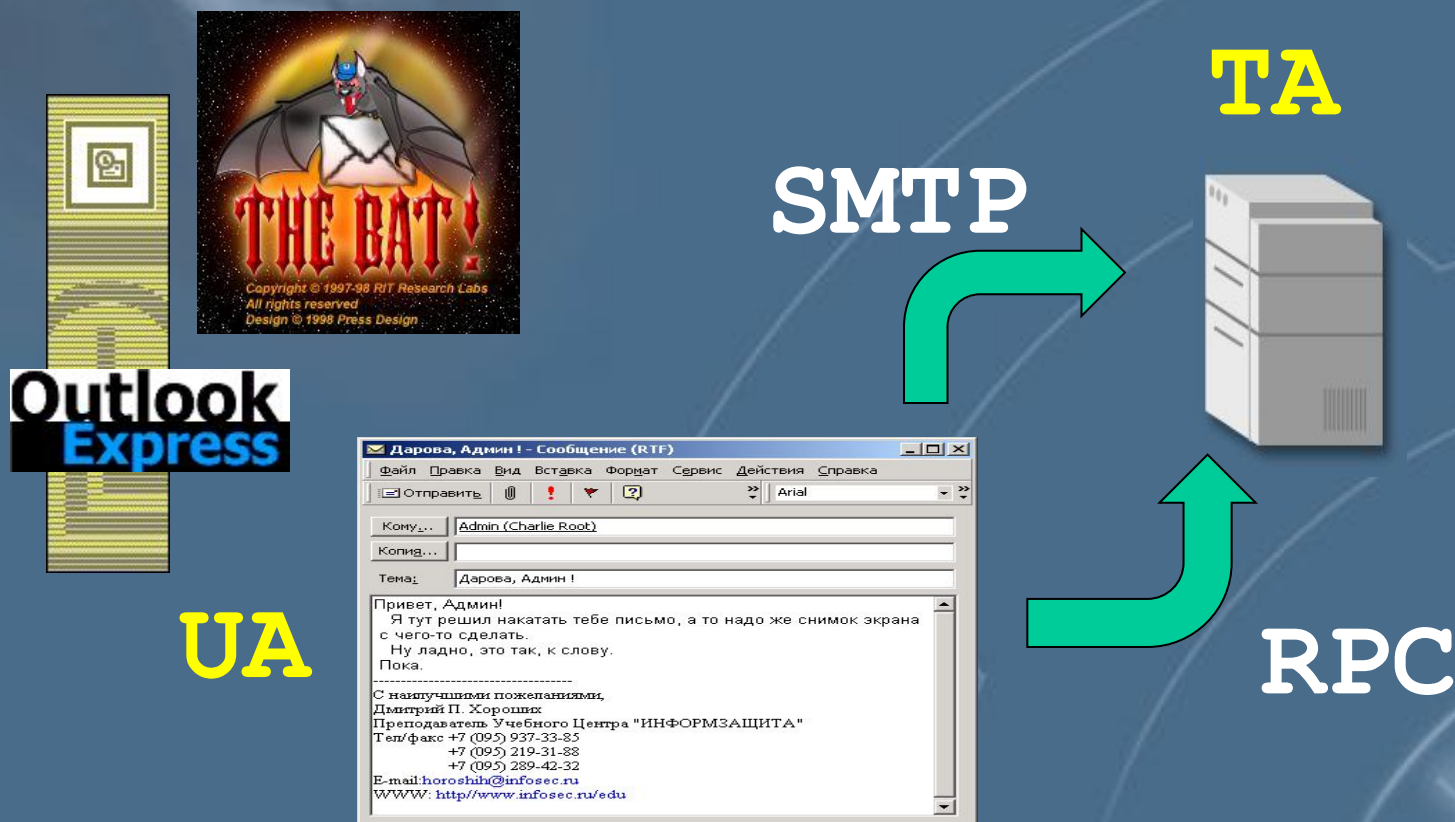 TA
SMTP
THE BAT!
Copyright © 1997-98 RIT Research Labs
All rights reserved
Design © 1998 Press Design
Outlook
Express
Дарова, Админ ! - Сообщение (RTF)
Файл Правка Вид Вставка Формат Сервис Действия Справка
Отправить Arial
Кому... Admin (Charlie Root)
Копия...
Тема: Дарова, Админ !
Привет, Админ!
Я тут решил накатать тебе письмо, а то надо же снимок экрана
с чего-то сделать.
Ну ладно, это так, к слову.
Пока.
-----------------------------------
С наилучшими пожеланиями,
Дмитрий П. Хороших
Преподаватель Учебного Центра "ИНФОРМЗАЩИТА"
Тел/факс +7 (095) 937-33-85
+7 (095) 219-31-88
+7 (095) 289-42-32
E-mail:horoshih@infosec.ru
WWW: http//www.infosec.ru/edu
UA
RPC